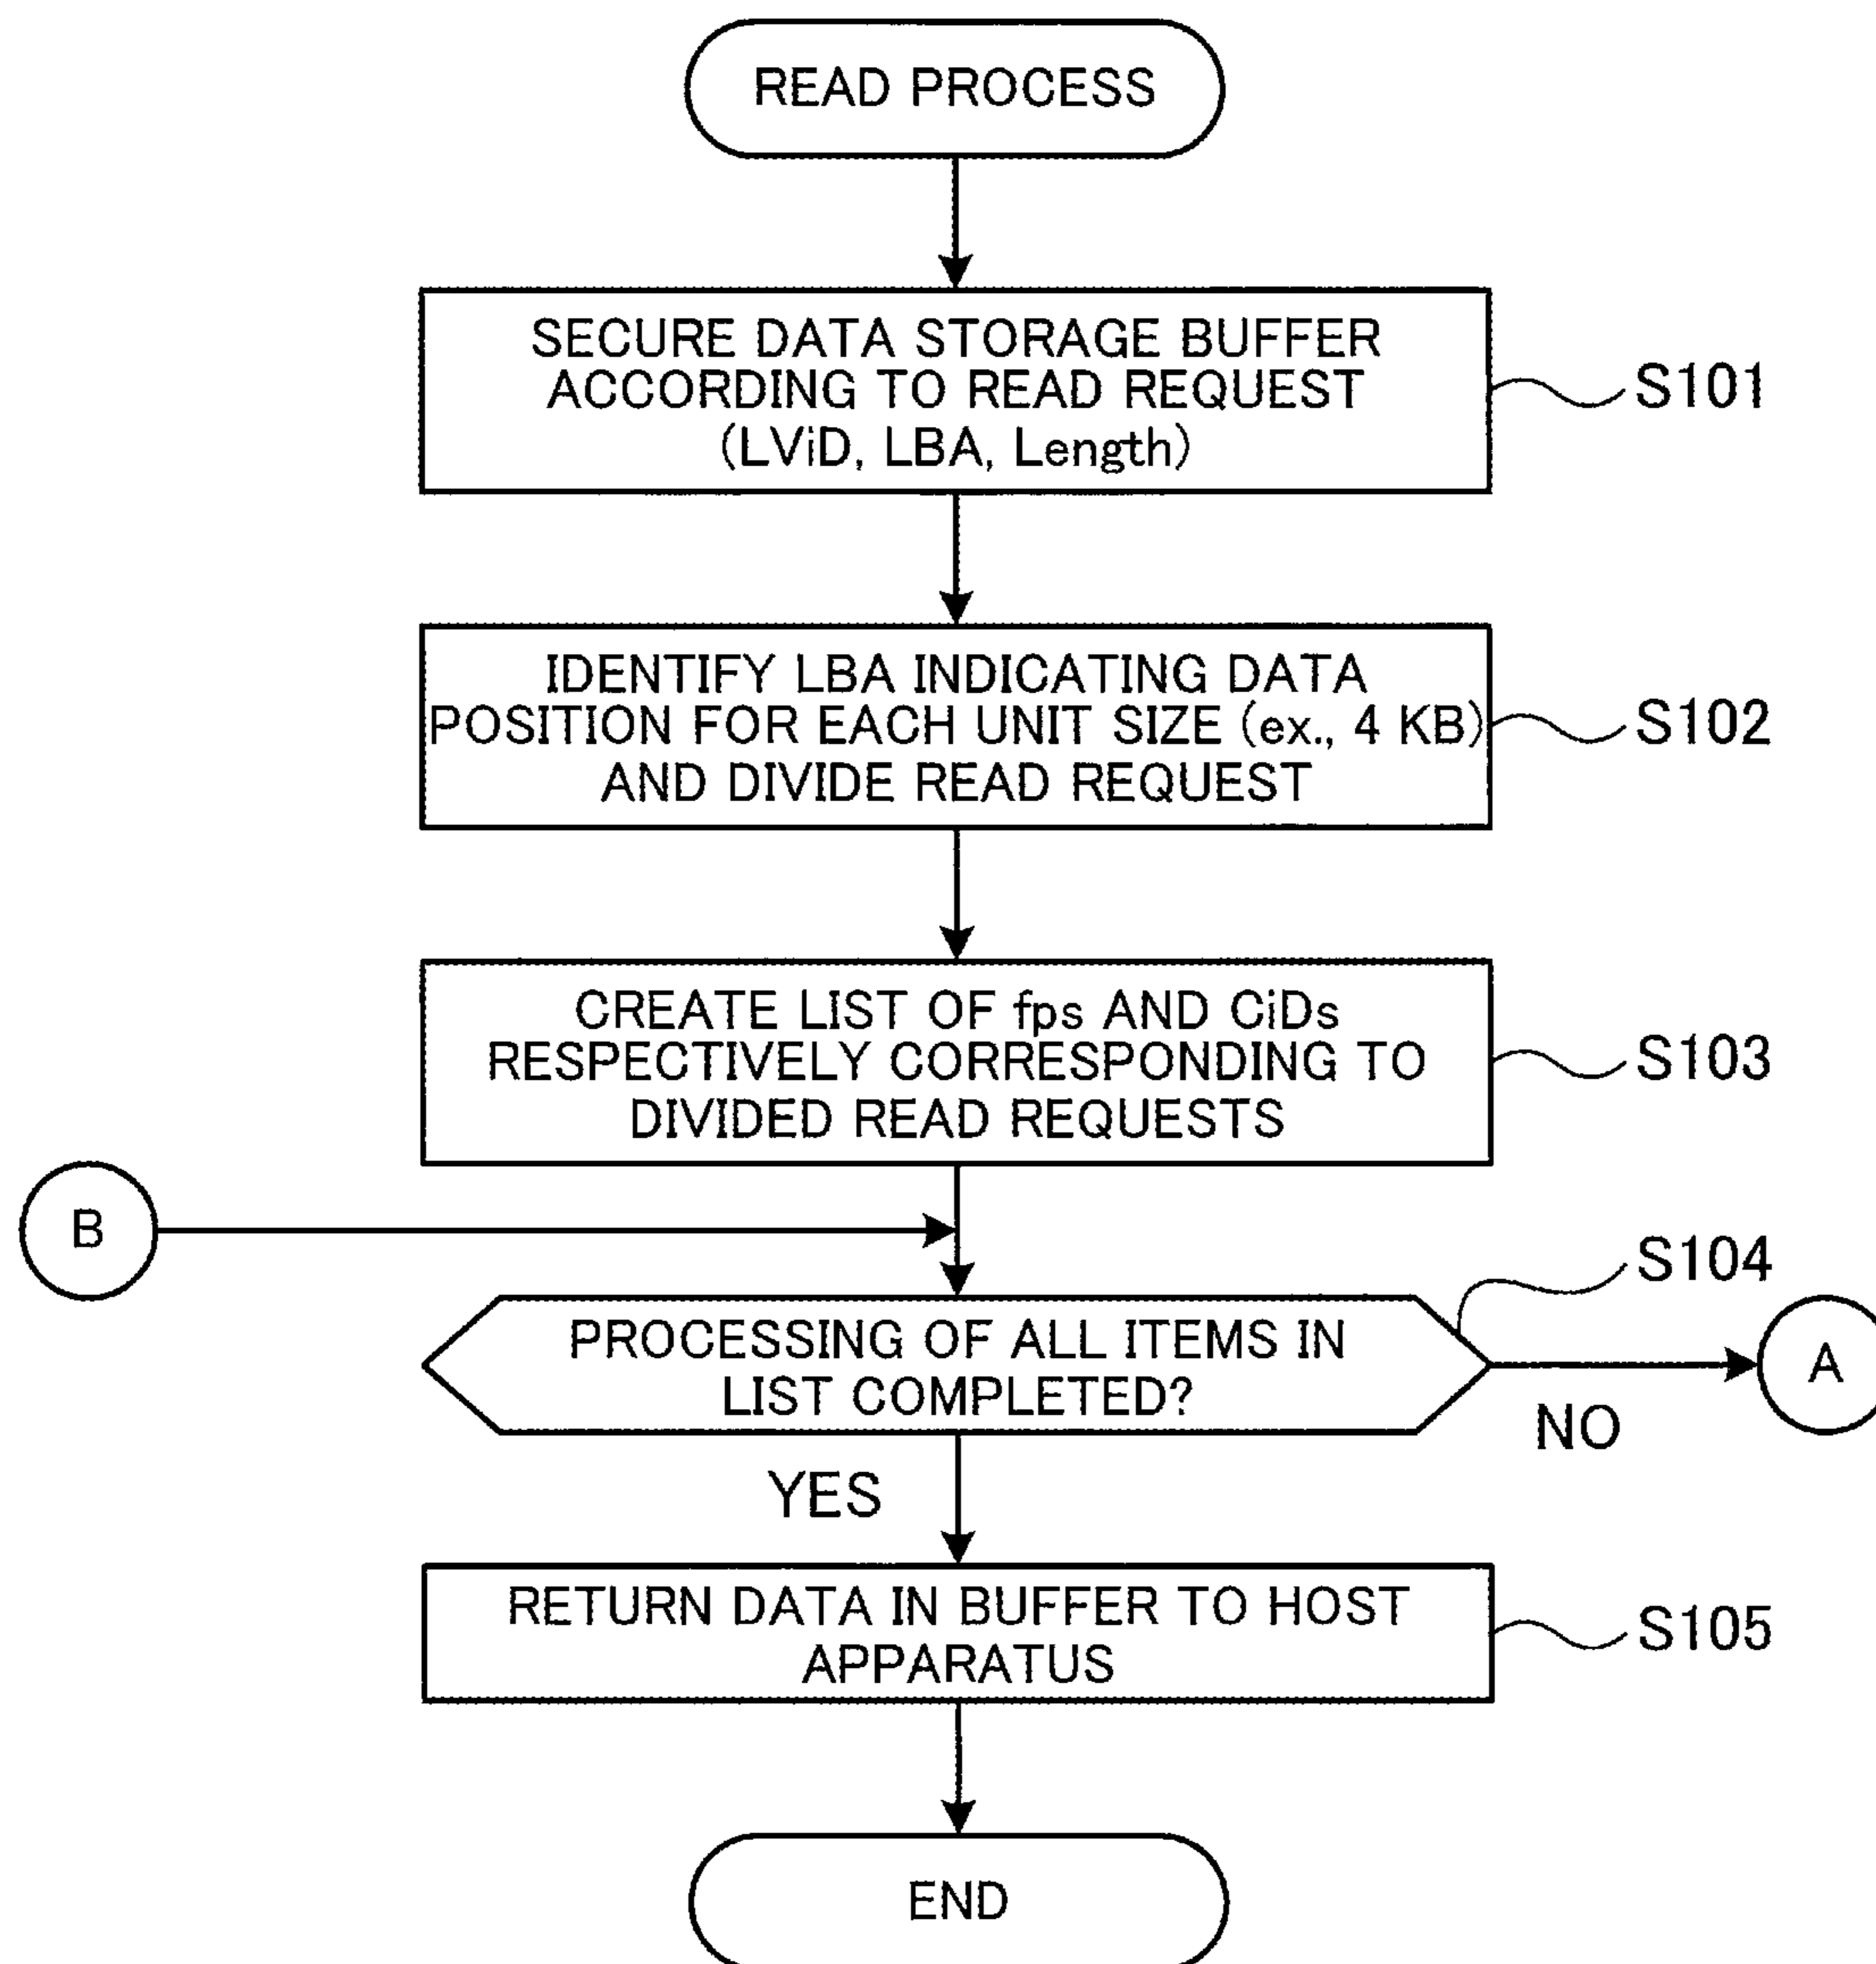 READ PROCESS
SECURE DATA STORAGE BUFFER
ACCORDING TO READ REQUEST
(LViD, LBA, Length)
S101
IDENTIFY LBA INDICATING DATA
POSITION FOR EACH UNIT SIZE (ex., 4 KB)
AND DIVIDE READ REQUEST
S102
CREATE LIST OF fps AND CiDs
RESPECTIVELY CORRESPONDING TO
DIVIDED READ REQUESTS
S103
B
S104
PROCESSING OF ALL ITEMS IN
LIST COMPLETED?
A
NO
YES
RETURN DATA IN BUFFER TO HOST
APPARATUS
S105
END